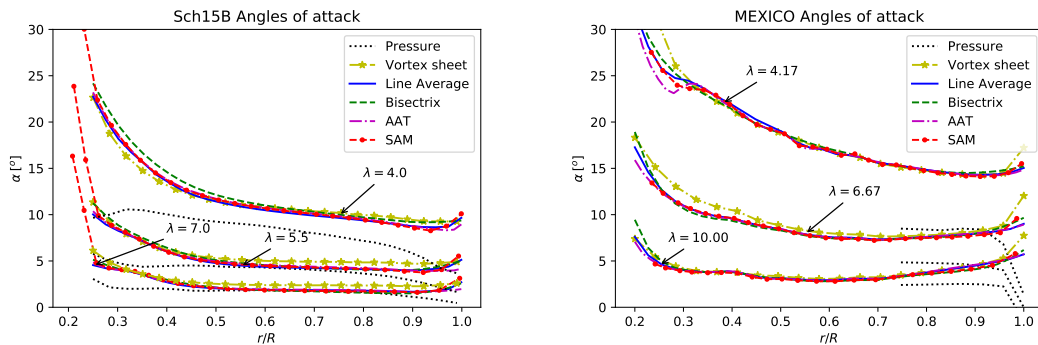 Sch15B Angles of attack
30
25
20
15
10
5
0
α [°]
0.2 0.3 0.4 0.5 0.6 0.7 0.8 0.9 1.0
r/R
Pressure
Vortex sheet
Line Average
Bisectrix
AAT
SAM
λ = 4.0
λ = 7.0
λ = 5.5
MEXICO Angles of attack
30
25
20
15
10
5
0
α [°]
0.2 0.3 0.4 0.5 0.6 0.7 0.8 0.9 1.0
r/R
Pressure
Vortex sheet
Line Average
Bisectrix
AAT
SAM
λ = 4.17
λ = 6.67
λ = 10.00